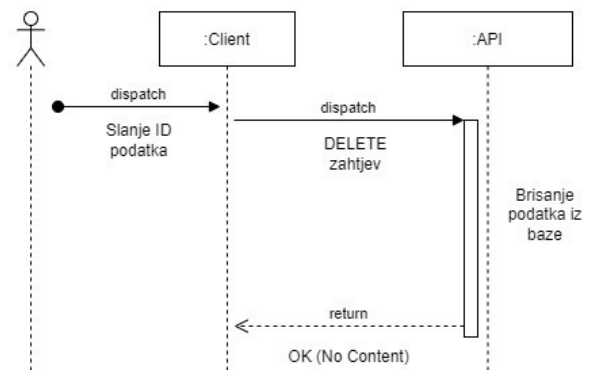 :Client
:API
dispatch
Slanje ID
podatka
dispatch
DELETE
zahtjev
Brisanje
podatka iz
baze
return
OK (No Content)